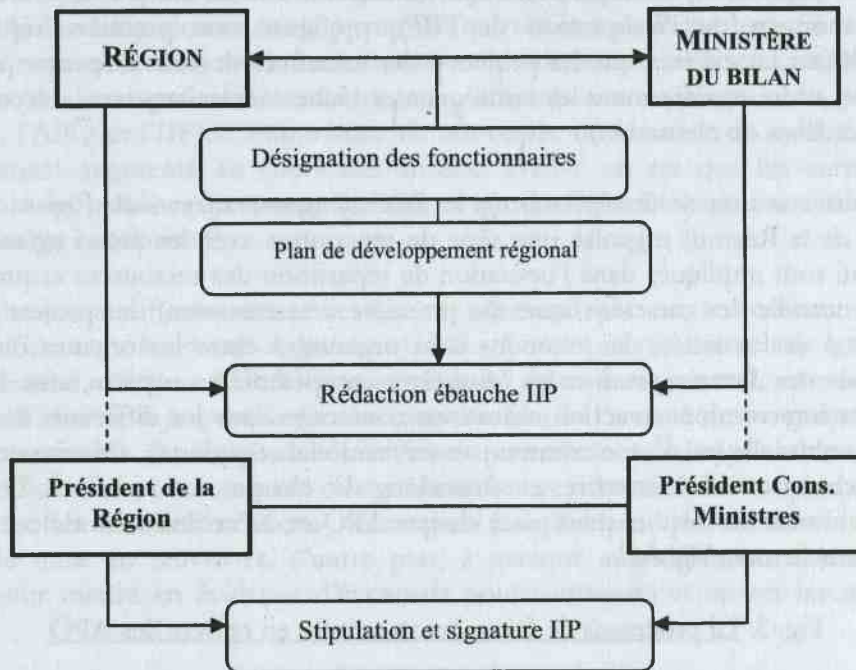 RÉGION
MINISTÈRE
DU BILAN
Désignation des fonctionnaires
Plan de développement régional
Rédaction ébauche IIP
Président de la
Région
Président Cons.
Ministres
Stipulation et signature IIP